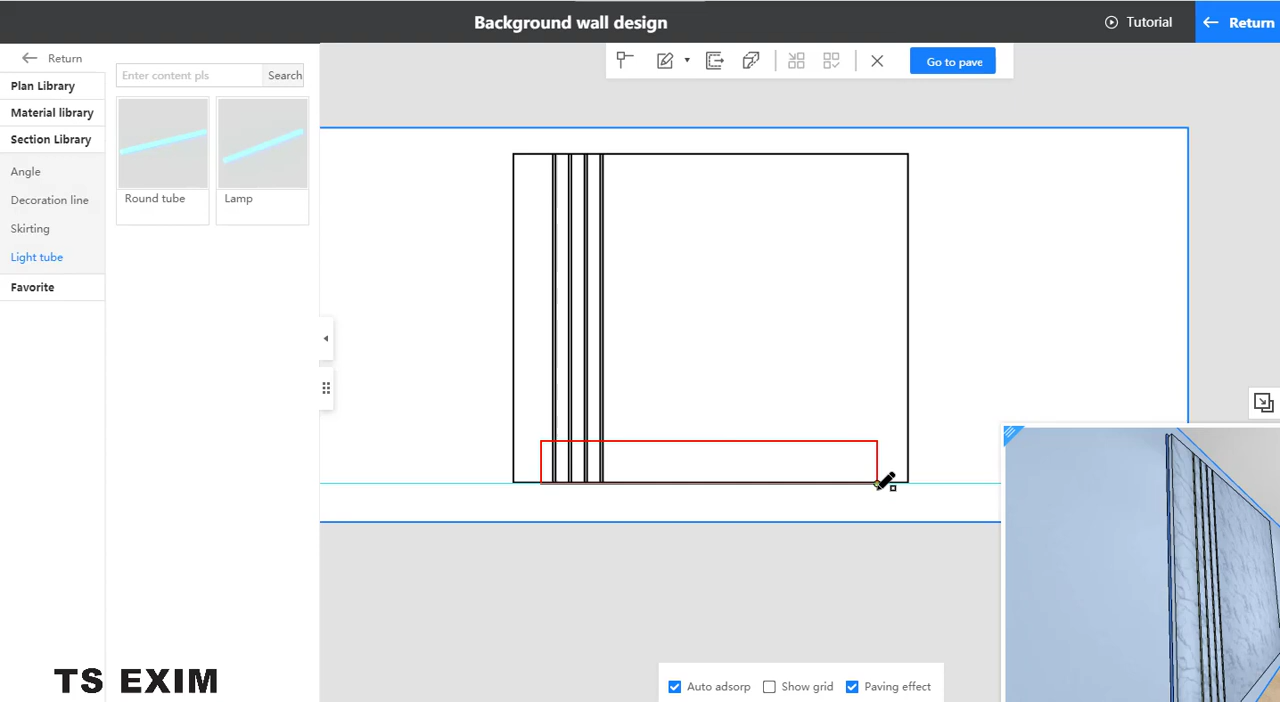 Background wall design
Tutorial
Return
Return
Plan Library
Material library
Section Library
Angle
Decoration line
Skirting
Light tube
Favorite
Enter content pls
Search
Round tube
Lamp
Go to pave
Auto adsorp
Show grid
Paving effect
TS EXIM